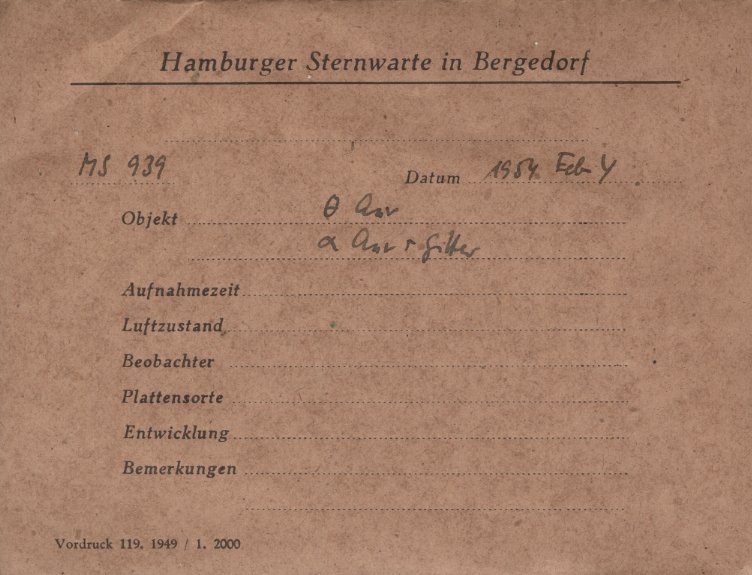 Hamburger Sternwarte in Bergedorf
MS 939
Datum 1954 Feb 4
Objekt θ Aur
α Aur + Gitter
Aufnahmezeit
Luftzustand
Beobachter
Plattensorte
Entwicklung
Bemerkungen
Vordruck 119. 1949 / 1. 2000